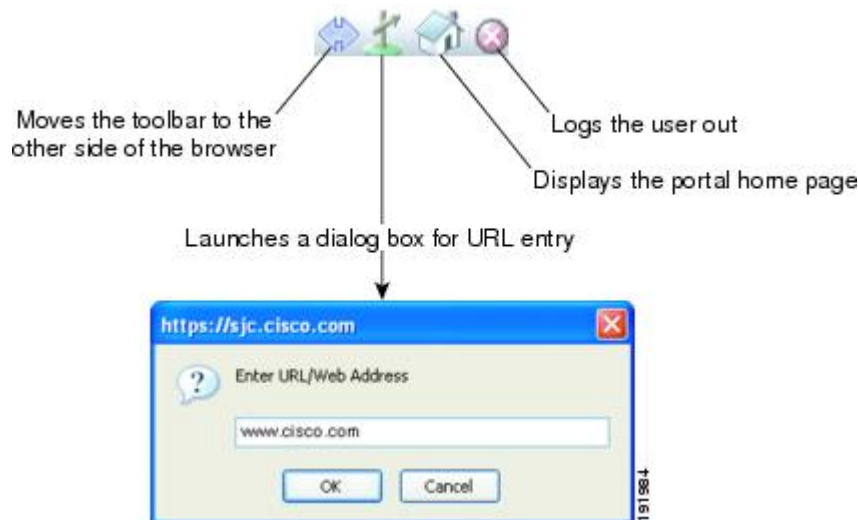 Moves the toolbar to the
other side of the browser
Logs the user out
Displays the portal home page
Launches a dialog box for URL entry
https://sjc.cisco.com
?
Enter URL/Web Address
www.cisco.com
OK
Cancel
191984